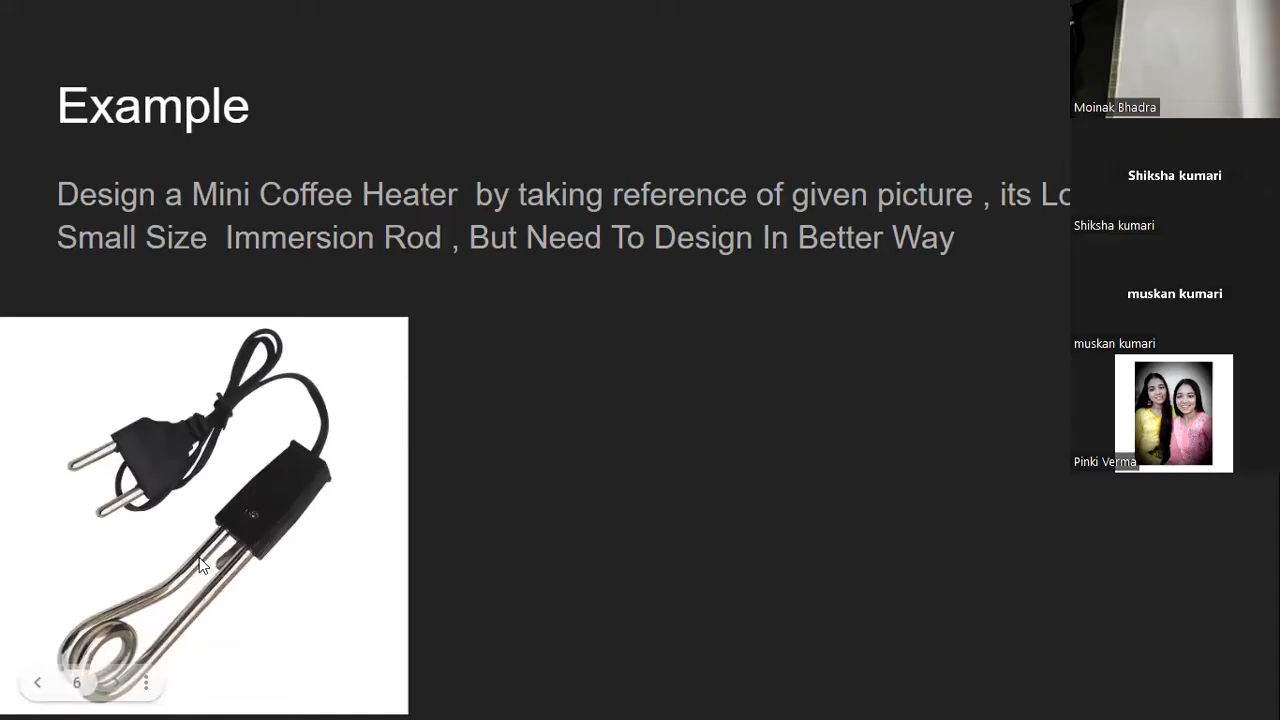 Example
Design a Mini Coffee Heater by taking reference of given picture , its
Small Size Immersion Rod , But Need To Design In Better Way
6
Moinak Bhadra
Shiksha kumari
Shiksha kumari
muskan kumari
muskan kumari
Pinki Verma